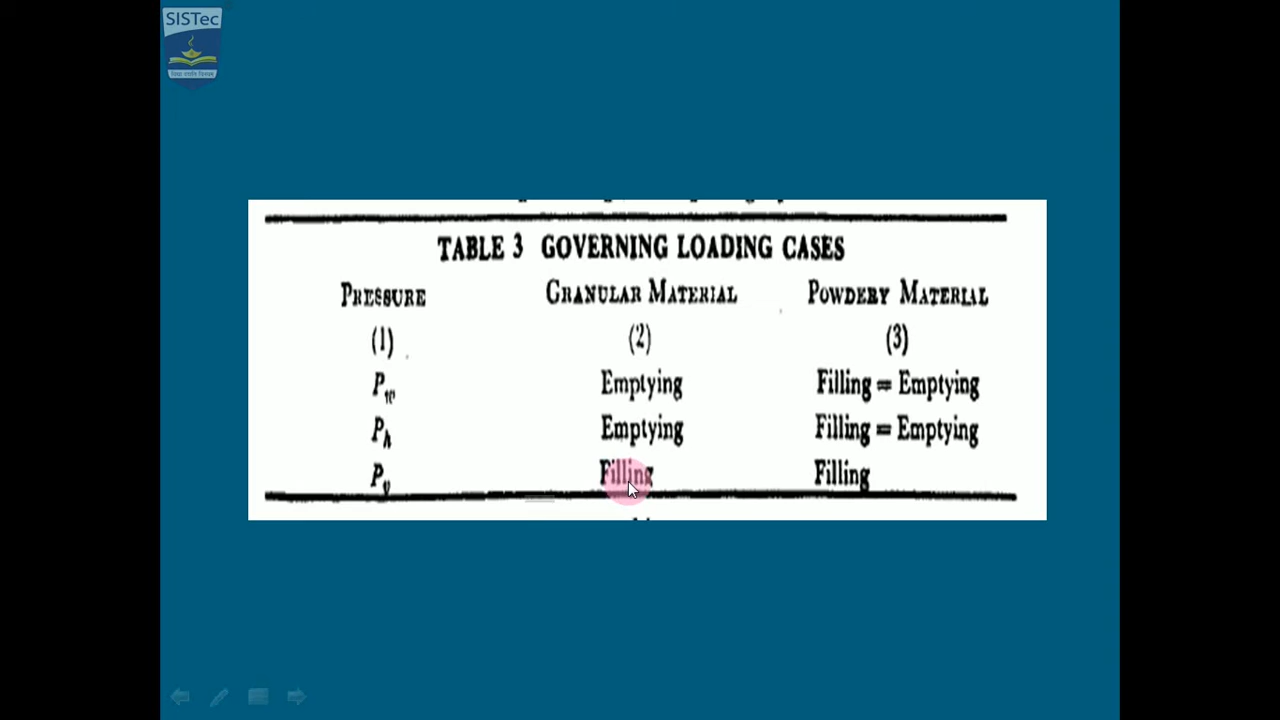 SISTec
TABLE 3 GOVERNING LOADING CASES
PRESSURE GRANULAR MATERIAL POWDERY MATERIAL
(1) (2) (3)
Pw Emptying Filling = Emptying
Ph Emptying Filling = Emptying
Pv Filling Filling